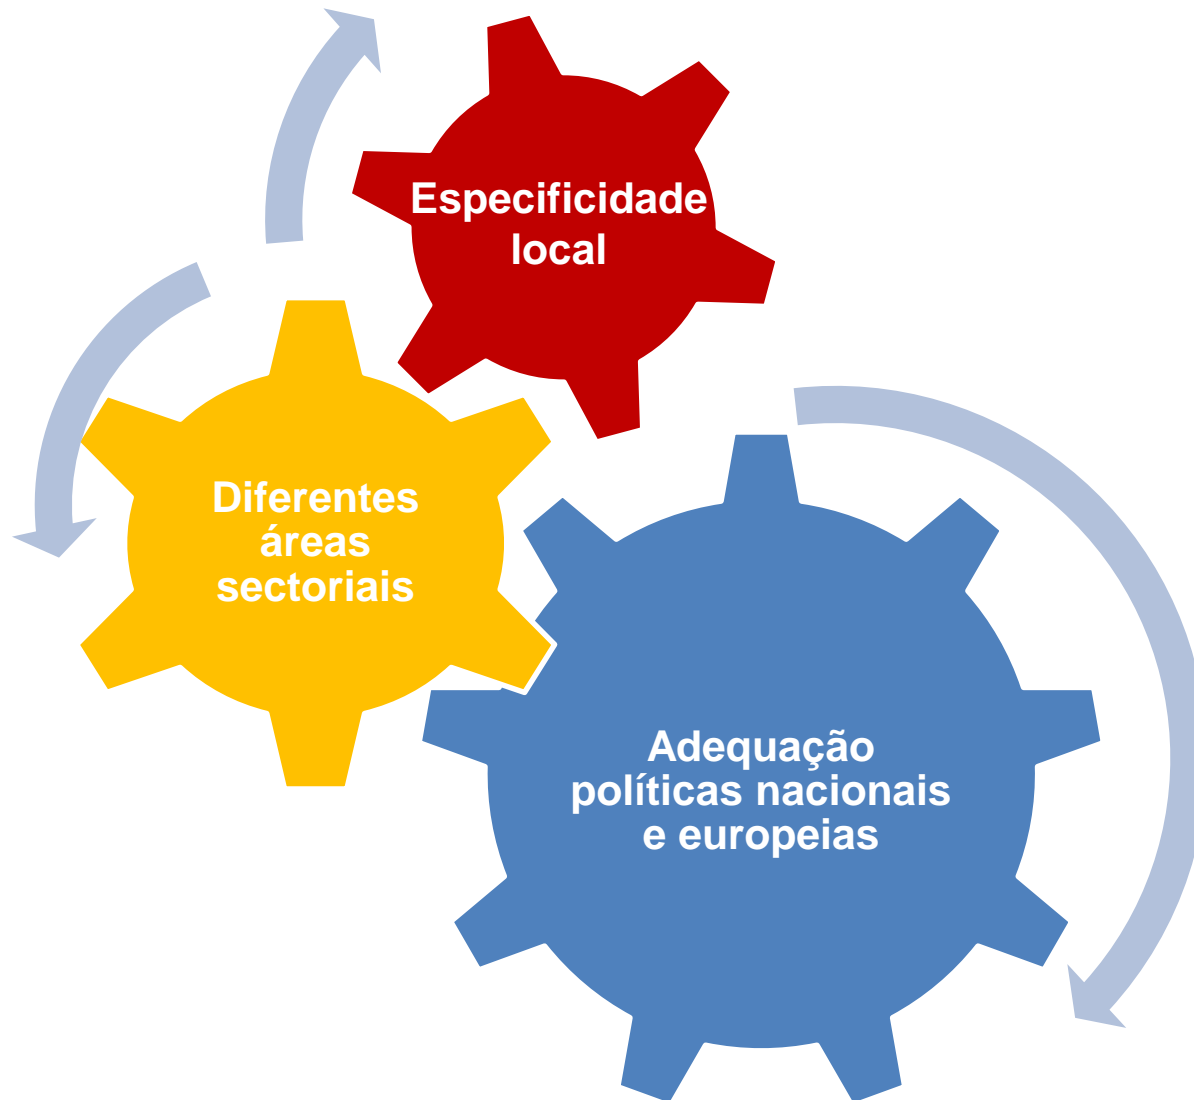 Especificidade
local
Diferentes
áreas
sectoriais
Adequação
políticas nacionais
e europeias